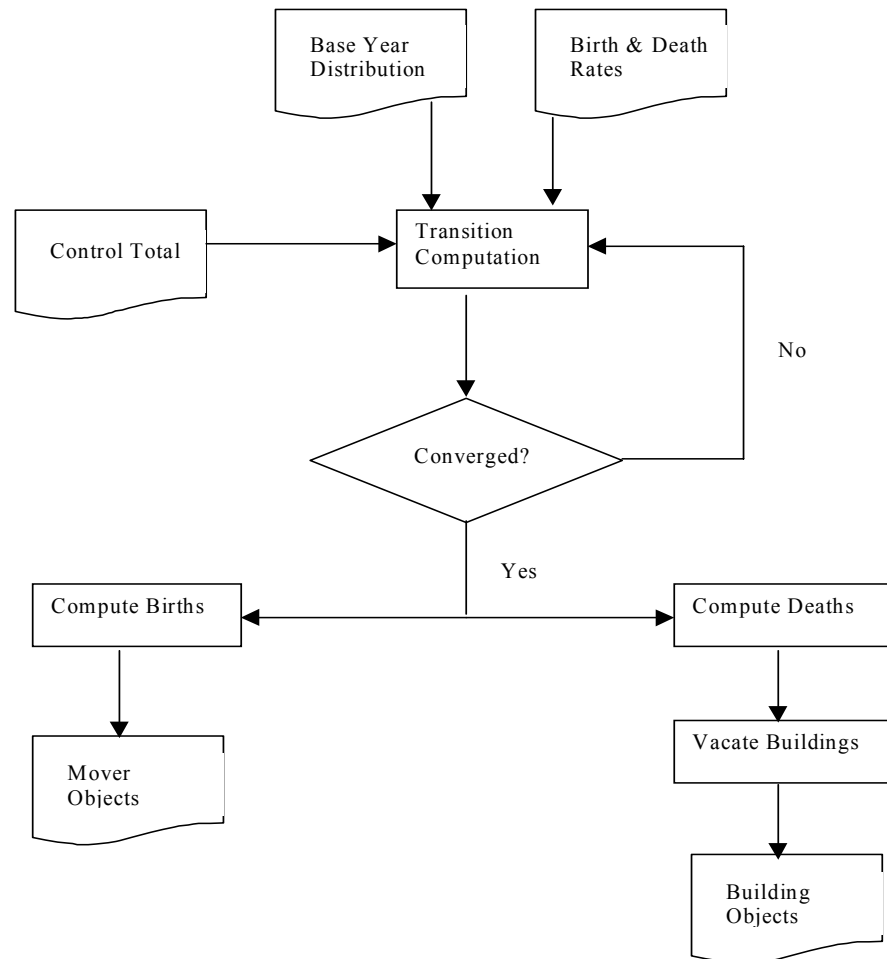 Base Year
Distribution
Birth & Death
Rates
Control Total
Transition
Computation
No
Converged?
Yes
Compute Births
Compute Deaths
Mover
Objects
Vacate Buildings
Building
Objects